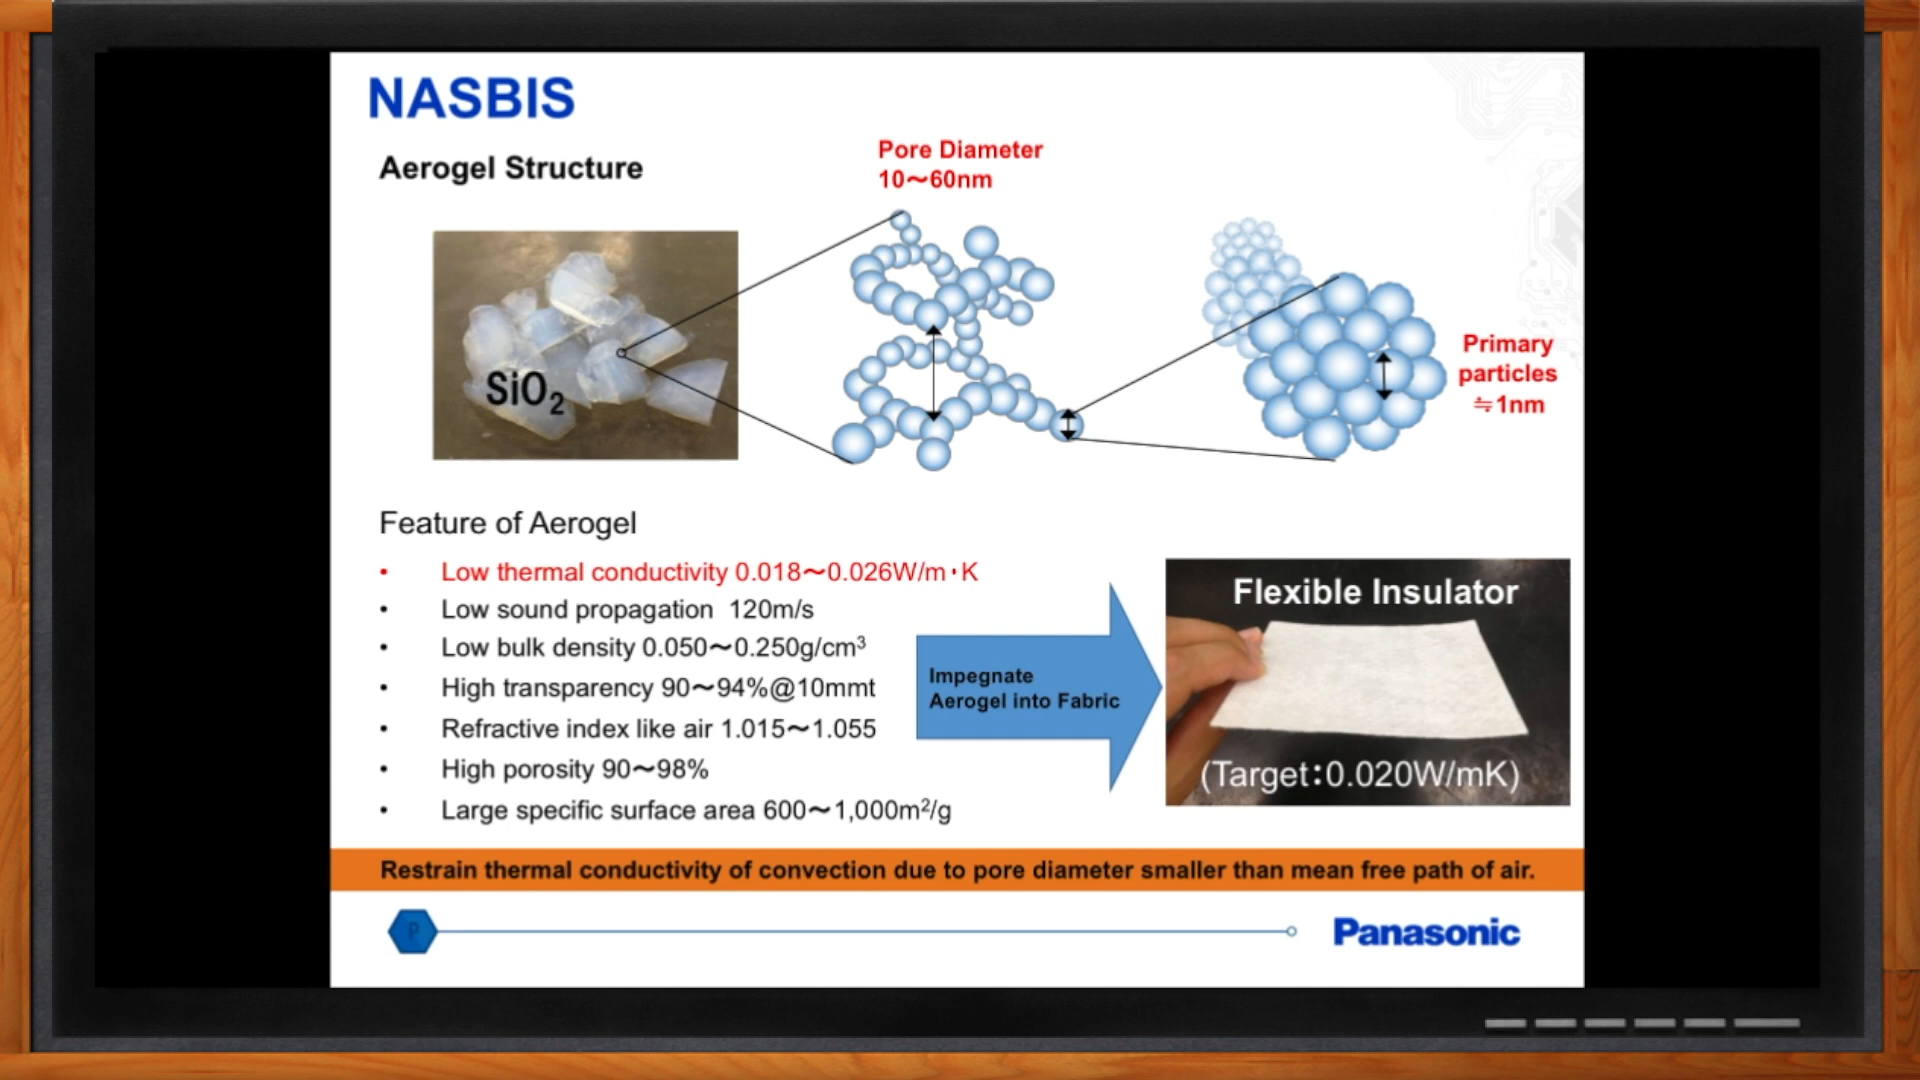 NASBIS
Aerogel Structure
Pore Diameter
10～60nm
SiO₂
Primary
particles
≒1nm
Feature of Aerogel
• Low thermal conductivity 0.018～0.026W/m･K
• Low sound propagation 120m/s
• Low bulk density 0.050～0.250g/cm³
• High transparency 90～94%@10mmt
• Refractive index like air 1.015～1.055
• High porosity 90～98%
• Large specific surface area 600～1,000m²/g
Impegnate
Aerogel into Fabric
Flexible Insulator
(Target:0.020W/mK)
Restrain thermal conductivity of convection due to pore diameter smaller than mean free path of air.
P
Panasonic